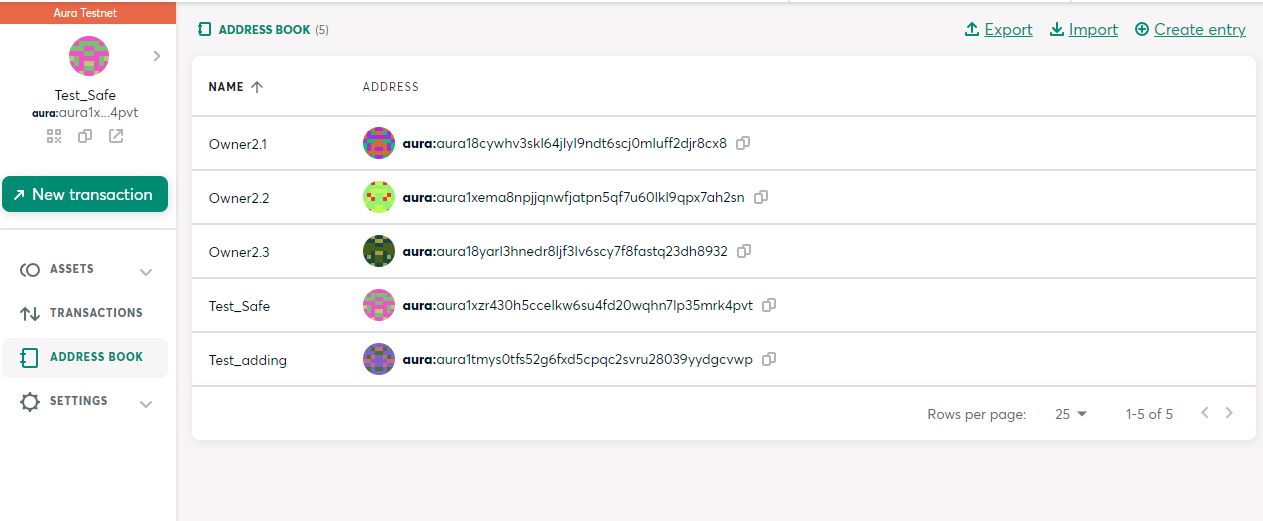 Aura Testnet
Test_Safe
aura:aura1x...4pvt
New transaction
ASSETS
TRANSACTIONS
ADDRESS BOOK
SETTINGS
ADDRESS BOOK (5)
Export Import Create entry
NAME ADDRESS
Owner2.1 aura:aura18cywhv3skl64jlyl9ndt6scj0mluff2djr8cx8
Owner2.2 aura:aura1xema8npjjqnwfjatpn5qf7u60lkl9qpx7ah2sn
Owner2.3 aura:aura18yarl3hnedr8ljf3lv6scy7f8fastq23dh8932
Test_Safe aura:aura1xzr430h5ccelkw6su4fd20wqhn7lp35mrk4pvt
Test_adding aura:aura1tmys0tfs52g6fxd5cpqc2svru28039yydgcvwp
Rows per page: 25 1-5 of 5